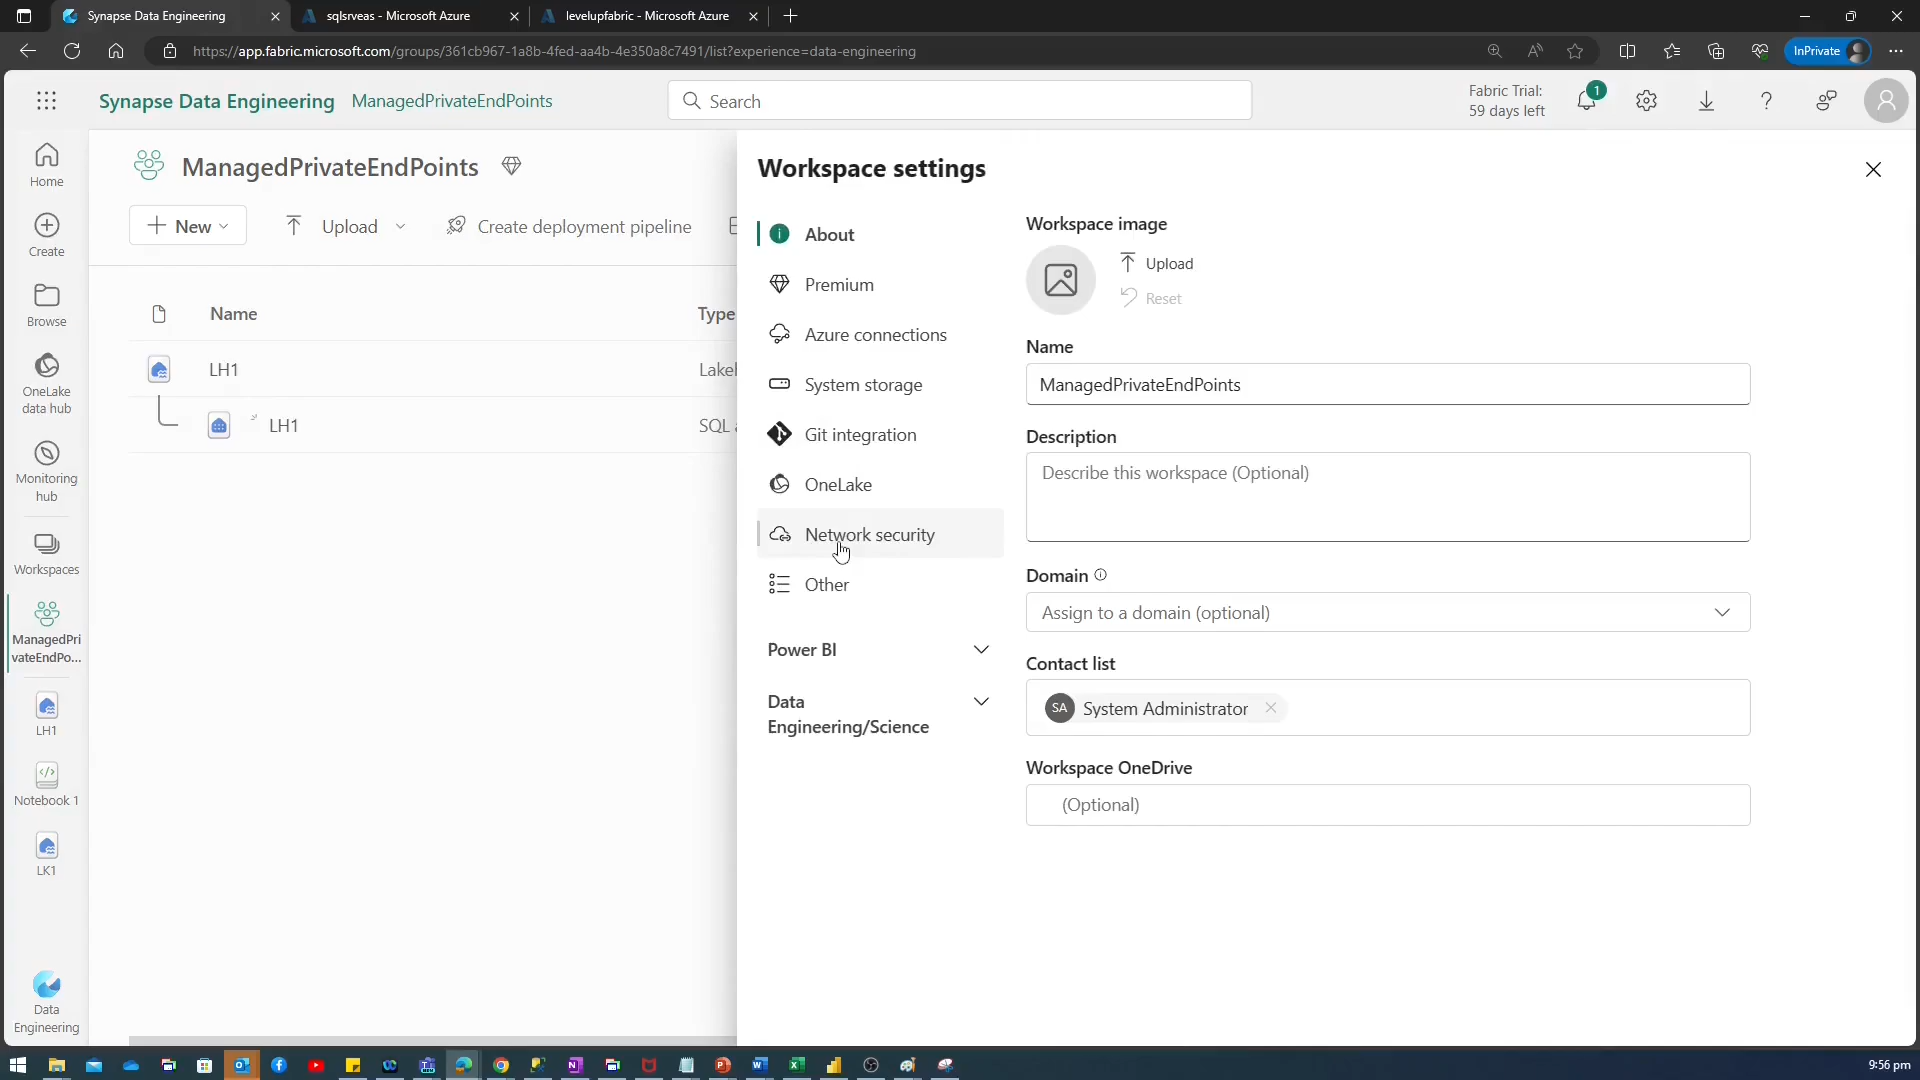 Synapse Data Engineering
sqlsrveas - Microsoft Azure
levelupfabric - Microsoft Azure
https://app.fabric.microsoft.com/groups/361cb967-1a8b-4fed-aa4b-4e350a8c7491/list?experience=data-engineering
InPrivate
Synapse Data Engineering
ManagedPrivateEndPoints
Search
Fabric Trial:
59 days left
1
Home
Create
Browse
OneLake
data hub
Monitoring
hub
Workspaces
ManagedPri
vateEndPo...
LH1
Notebook 1
LK1
Data
Engineering
ManagedPrivateEndPoints
New
Upload
Create deployment pipeline
Name
Type
LH1
LH1
SQL
Workspace settings
About
Premium
Azure connections
System storage
Git integration
OneLake
Network security
Other
Power BI
Data
Engineering/Science
Workspace image
Upload
Reset
Name
ManagedPrivateEndPoints
Description
Describe this workspace (Optional)
Domain
Assign to a domain (optional)
Contact list
SA System Administrator
Workspace OneDrive
(Optional)
9:56 pm